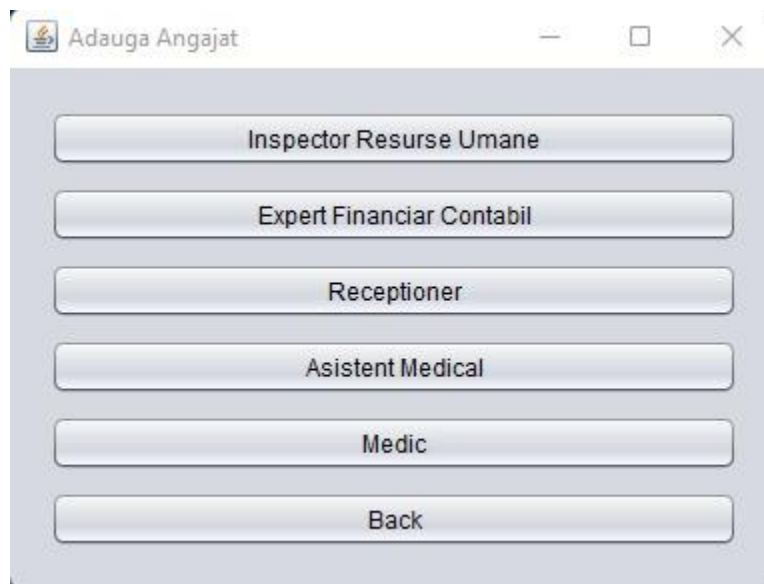 Adauga Angajat
Inspector Resurse Umane
Expert Financiar Contabil
Receptioner
Asistent Medical
Medic
Back